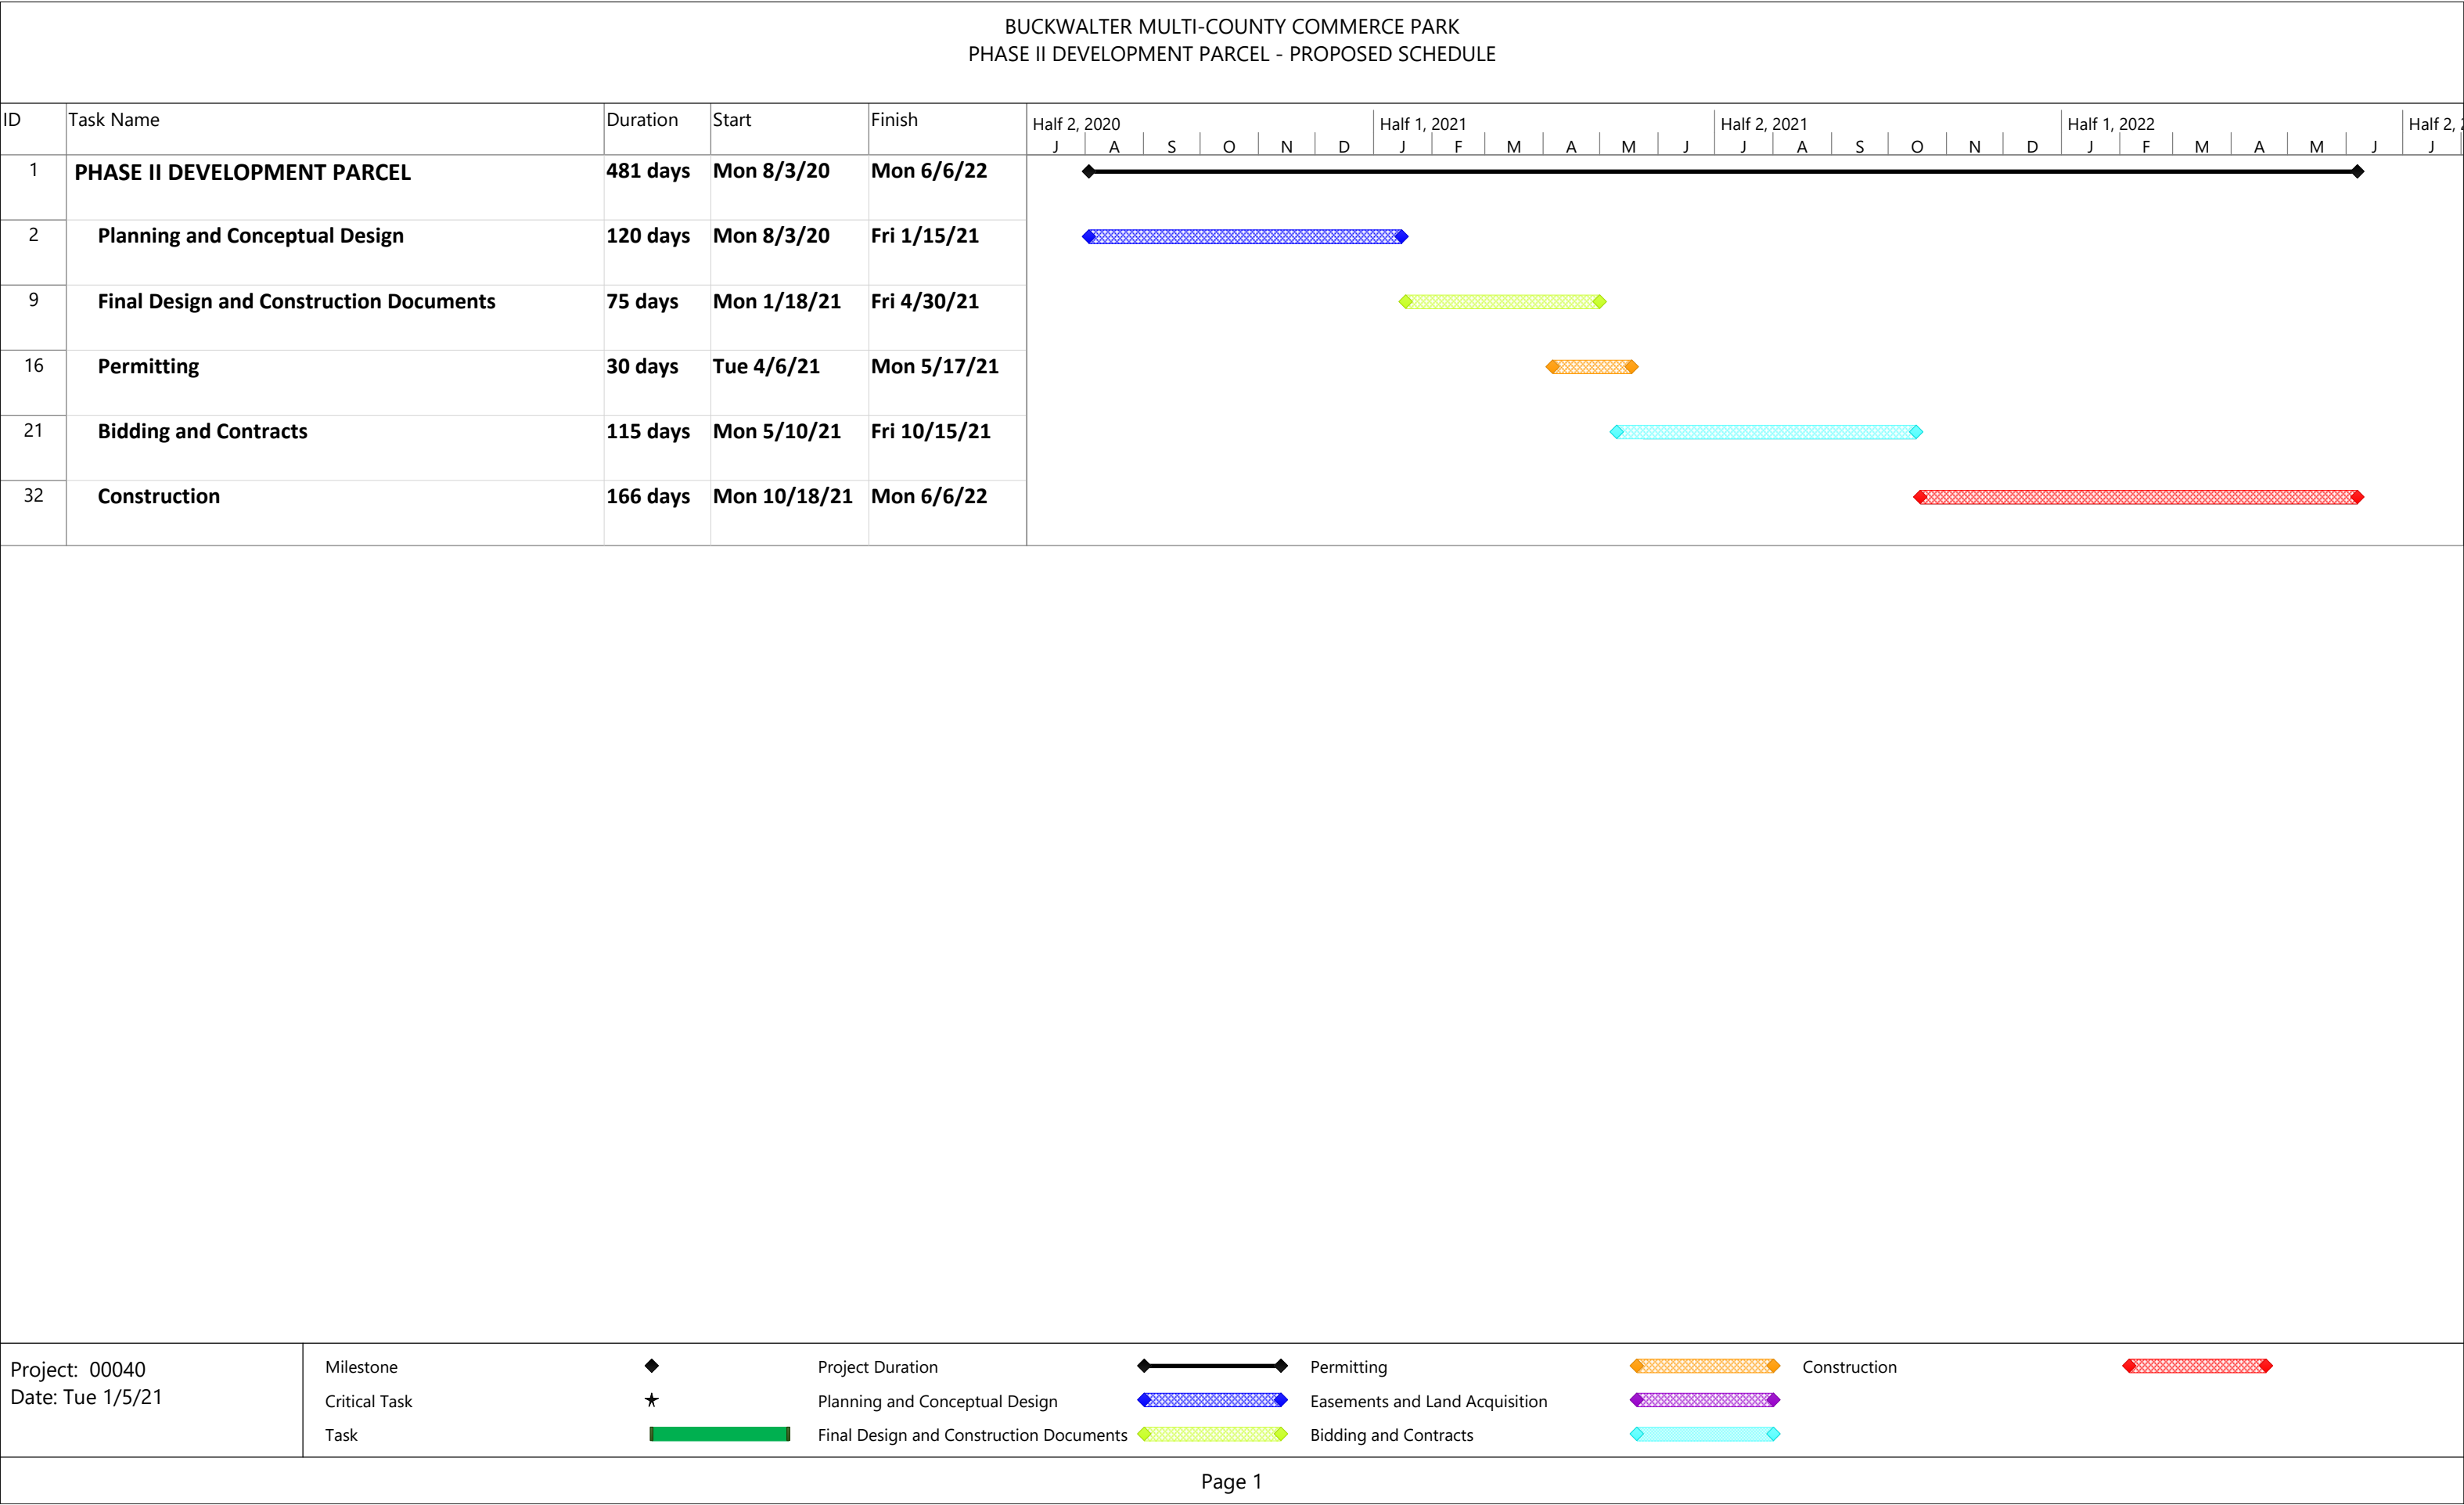 BUCKWALTER MULTI-COUNTY COMMERCE PARK
PHASE II DEVELOPMENT PARCEL - PROPOSED SCHEDULE
ID Task Name Duration Start Finish
Half 2, 2020 Half 1, 2021 Half 2, 2021 Half 1, 2022 Half 2,
J A S O N D J F M A M J J A S O N D J F M A M J J
1 PHASE II DEVELOPMENT PARCEL 481 days Mon 8/3/20 Mon 6/6/22
2 Planning and Conceptual Design 120 days Mon 8/3/20 Fri 1/15/21
9 Final Design and Construction Documents 75 days Mon 1/18/21 Fri 4/30/21
16 Permitting 30 days Tue 4/6/21 Mon 5/17/21
21 Bidding and Contracts 115 days Mon 5/10/21 Fri 10/15/21
32 Construction 166 days Mon 10/18/21 Mon 6/6/22
Project: 00040
Date: Tue 1/5/21
Milestone
Critical Task
Task
Project Duration
Planning and Conceptual Design
Final Design and Construction Documents
Permitting
Easements and Land Acquisition
Bidding and Contracts
Construction
Page 1